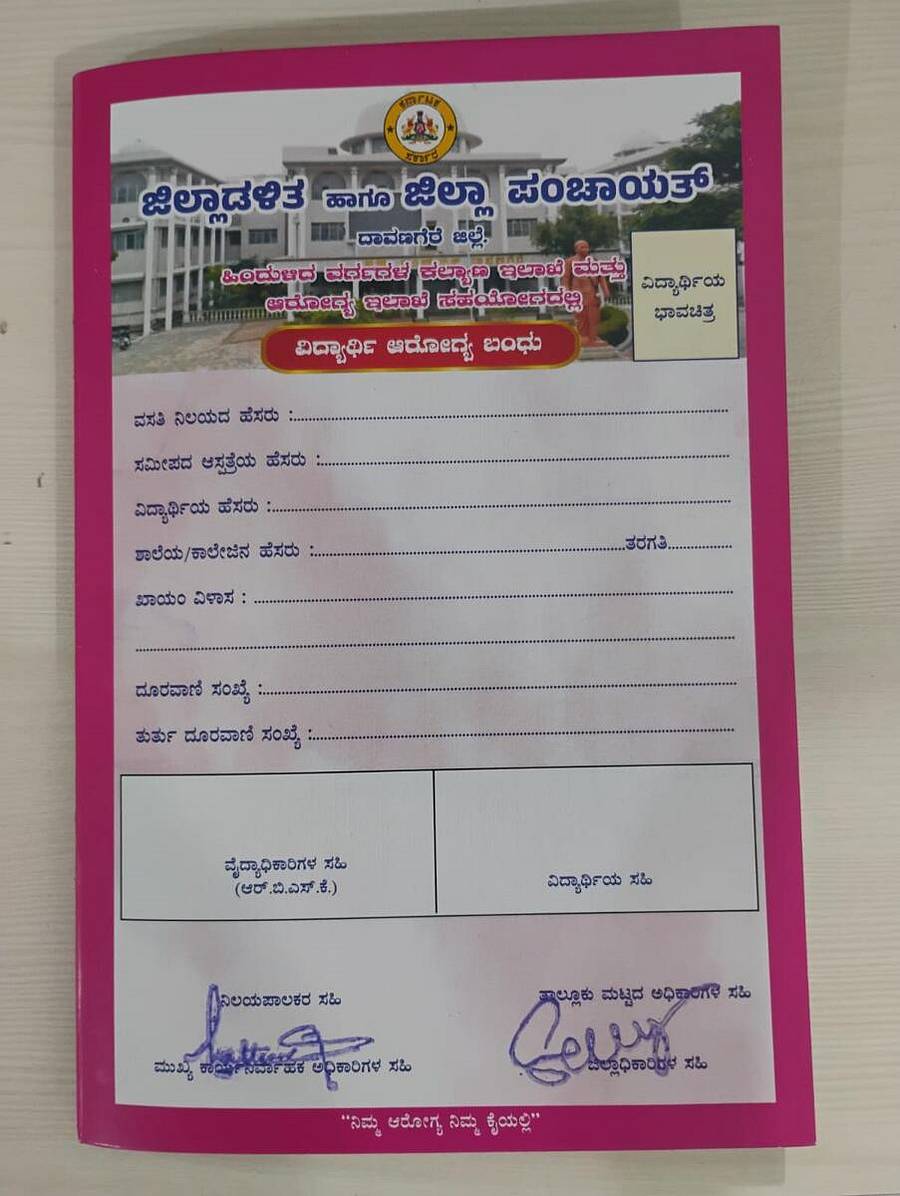 ಕರ್ನಾಟಕ
ಸರ್ಕಾರ
ಜಿಲ್ಲಾಡಳಿತ ಹಾಗೂ ಜಿಲ್ಲಾ ಪಂಚಾಯತ್
ದಾವಣಗೆರೆ ಜಿಲ್ಲೆ.
ಹಿಂದುಳಿದ ವರ್ಗಗಳ ಕಲ್ಯಾಣ ಇಲಾಖೆ ಮತ್ತು
ಆರೋಗ್ಯ ಇಲಾಖೆ ಸಹಯೋಗದಲ್ಲಿ
ವಿದ್ಯಾರ್ಥಿಯ
ಭಾವಚಿತ್ರ
ವಿದ್ಯಾರ್ಥಿ ಆರೋಗ್ಯ ಬಂಧು
ವಸತಿ ನಿಲಯದ ಹೆಸರು :
ಸಮೀಪದ ಆಸ್ಪತ್ರೆಯ ಹೆಸರು :
ವಿದ್ಯಾರ್ಥಿಯ ಹೆಸರು :
ಶಾಲೆಯ/ಕಾಲೇಜಿನ ಹೆಸರು : ತರಗತಿ
ಖಾಯಂ ವಿಳಾಸ :
ದೂರವಾಣಿ ಸಂಖ್ಯೆ :
ತುರ್ತು ದೂರವಾಣಿ ಸಂಖ್ಯೆ :
ವೈದ್ಯಾಧಿಕಾರಿಗಳ ಸಹಿ
(ಆರ್.ಬಿ.ಎಸ್.ಕೆ.)
ವಿದ್ಯಾರ್ಥಿಯ ಸಹಿ
ನಿಲಯಪಾಲಕರ ಸಹಿ
ತಾಲ್ಲೂಕು ಮಟ್ಟದ ಅಧಿಕಾರಿಗಳ ಸಹಿ
ಮುಖ್ಯ ಕಾರ್ಯನಿರ್ವಾಹಕ ಅಧಿಕಾರಿಗಳ ಸಹಿ
ಜಿಲ್ಲಾಧಿಕಾರಿಗಳ ಸಹಿ
“ನಿಮ್ಮ ಆರೋಗ್ಯ ನಿಮ್ಮ ಕೈಯಲ್ಲಿ”